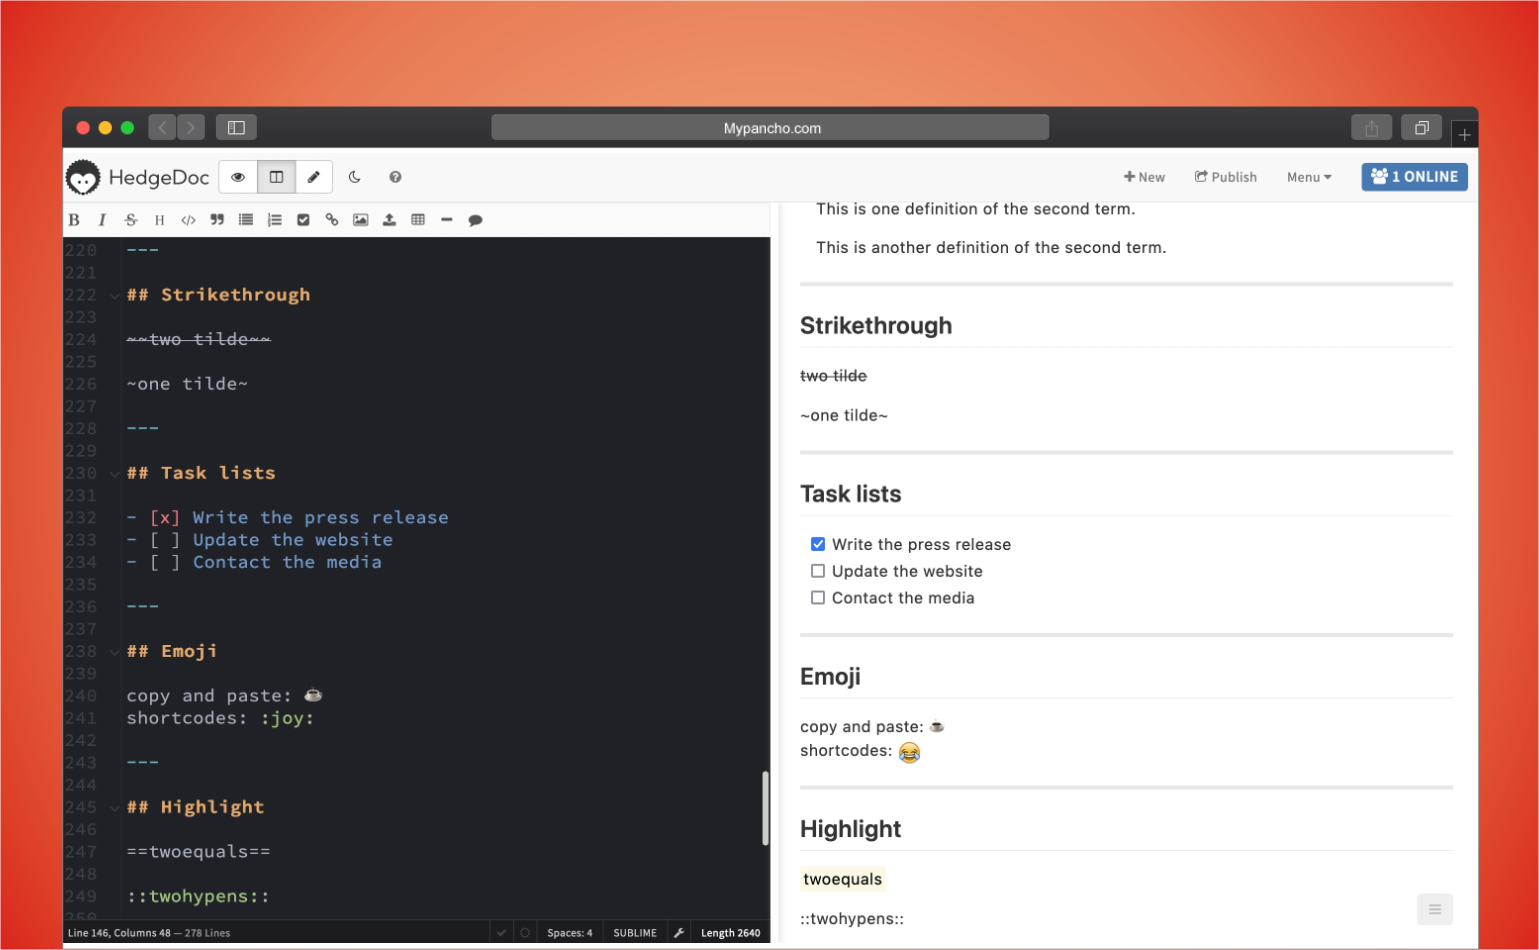 Mypancho.com
HedgeDoc
New Publish Menu 1 ONLINE
B I S H </>
220 ---
221
222 ## Strikethrough
223
224 ~~two tilde~~
225
226 ~one tilde~
227
228 ---
229
230 ## Task lists
231
232 - [x] Write the press release
233 - [ ] Update the website
234 - [ ] Contact the media
235
236 ---
237
238 ## Emoji
239
240 copy and paste: ☕
241 shortcodes: :joy:
242
243 ---
244
245 ## Highlight
246
247 ==twoequals==
248
249 ::twohypens::
250
Line 146, Columns 48 — 278 Lines
Spaces: 4 SUBLIME Length 2640
This is one definition of the second term.
This is another definition of the second term.
Strikethrough
two tilde
~one tilde~
Task lists
Write the press release
Update the website
Contact the media
Emoji
copy and paste: ☕
shortcodes: 😂
Highlight
twoequals
::twohypens::